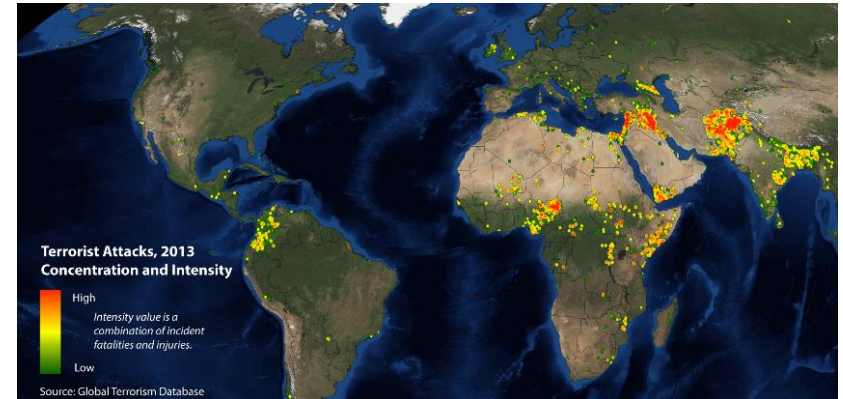 Terrorist Attacks, 2013
Concentration and Intensity
High
Intensity value is a
combination of incident
fatalities and injuries.
Low
Source: Global Terrorism Database